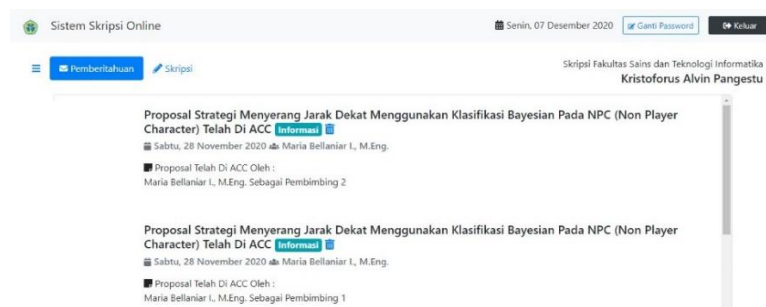 Sistem Skripsi Online
Senin, 07 Desember 2020
Ganti Password
Keluar
Pemberitahuan
Skripsi
Skripsi Fakultas Sains dan Teknologi Informatika
Kristoforus Alvin Pangestu
Proposal Strategi Menyerang Jarak Dekat Menggunakan Klasifikasi Bayesian Pada NPC (Non Player
Character) Telah Di ACC Informasi
Sabtu, 28 November 2020 Maria Bellaniar I., M.Eng.
Proposal Telah Di ACC Oleh :
Maria Bellaniar I., M.Eng. Sebagai Pembimbing 2
Proposal Strategi Menyerang Jarak Dekat Menggunakan Klasifikasi Bayesian Pada NPC (Non Player
Character) Telah Di ACC Informasi
Sabtu, 28 November 2020 Maria Bellaniar I., M.Eng.
Proposal Telah Di ACC Oleh :
Maria Bellaniar I., M.Eng. Sebagai Pembimbing 1